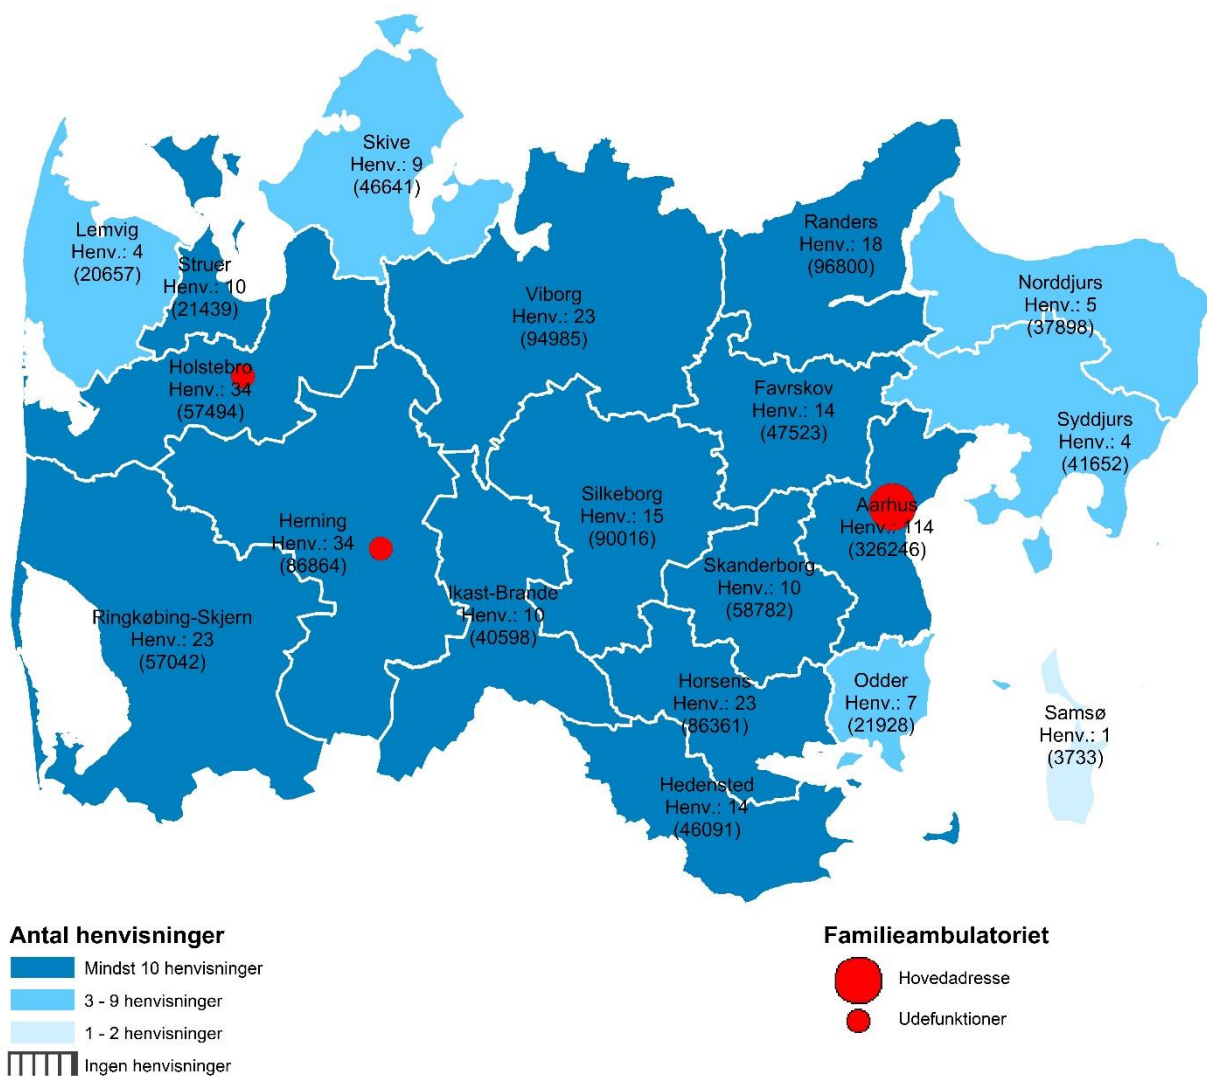 Skive
Henv.: 9
(46641)
Lemvig
Henv.: 4
(20657)
Struer
Henv.: 10
(21439)
Randers
Henv.: 18
(96800)
Viborg
Henv.: 23
(94985)
Norddjurs
Henv.: 5
(37898)
Holstebro
Henv.: 34
(57494)
Favrskov
Henv.: 14
(47523)
Syddjurs
Henv.: 4
(41652)
Silkeborg
Henv.: 15
(90016)
Aarhus
Henv.: 114
(326246)
Herning
Henv.: 34
(86864)
Skanderborg
Henv.: 10
(58782)
Ikast-Brande
Henv.: 10
(40598)
Ringkøbing-Skjern
Henv.: 23
(57042)
Horsens
Henv.: 23
(86361)
Odder
Henv.: 7
(21928)
Samsø
Henv.: 1
(3733)
Hedensted
Henv.: 14
(46091)
Antal henvisninger
Mindst 10 henvisninger
3 - 9 henvisninger
1 - 2 henvisninger
Ingen henvisninger
Familieambulatoriet
Hovedadresse
Udefunktioner